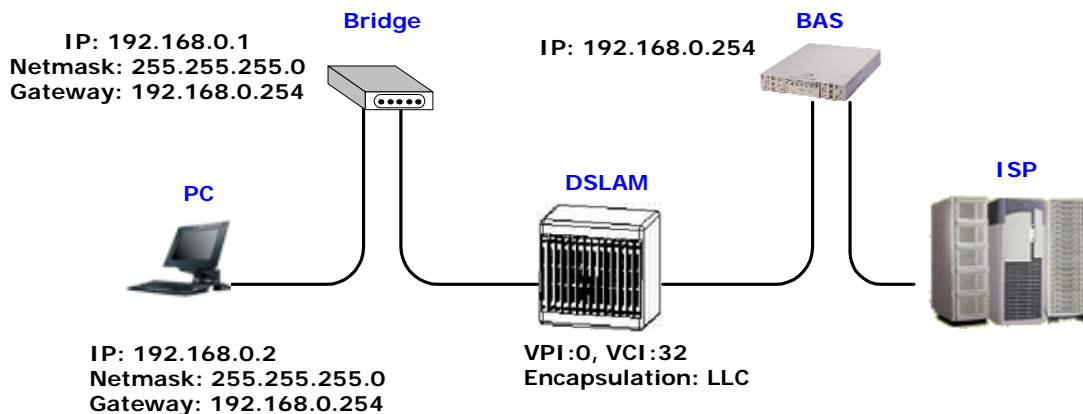 Bridge
IP: 192.168.0.1
Netmask: 255.255.255.0
Gateway: 192.168.0.254
BAS
IP: 192.168.0.254
PC
DSLAM
ISP
IP: 192.168.0.2
Netmask: 255.255.255.0
Gateway: 192.168.0.254
VPI:0, VCI:32
Encapsulation: LLC